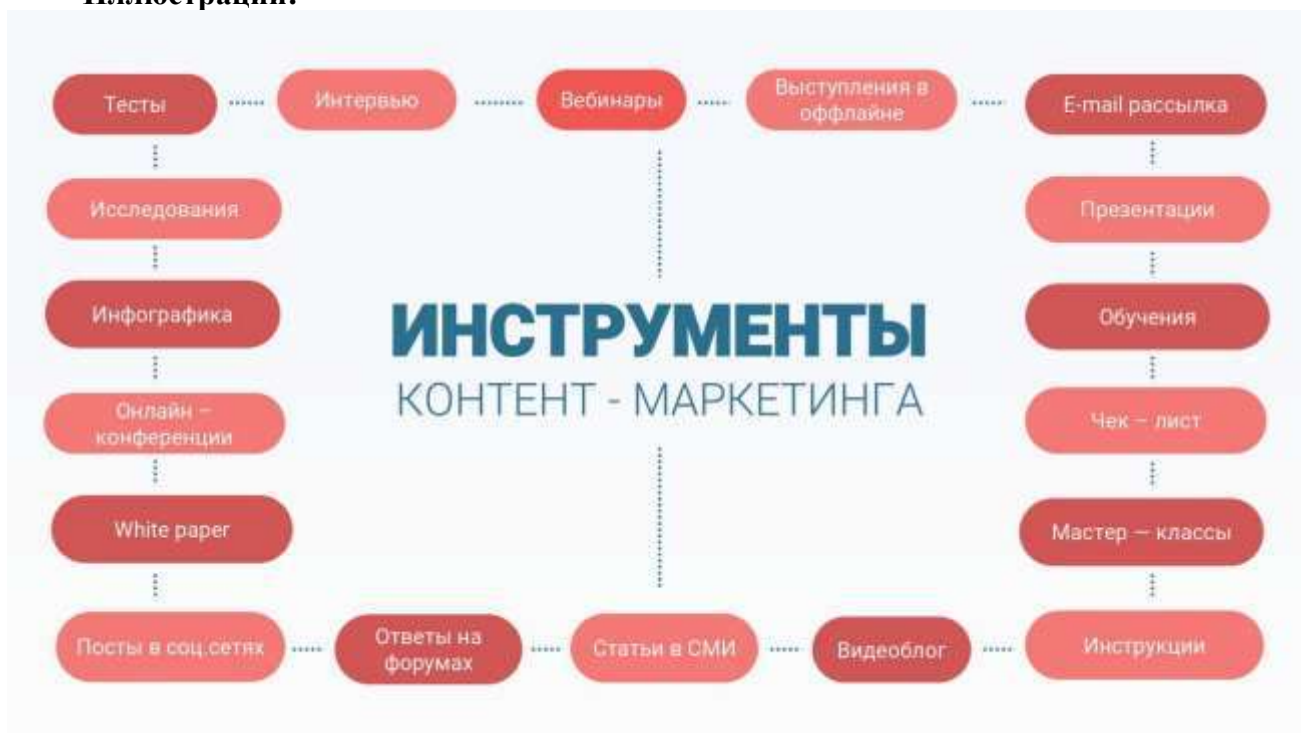 Иллюстрации:
Тесты
Интервью
Вебинары
Выступления в
оффлайне
E-mail рассылка
Исследования
Презентации
Инфографика
Обучения
ИНСТРУМЕНТЫ
КОНТЕНТ - МАРКЕТИНГА
Онлайн –
конференции
Чек – лист
White paper
Мастер — классы
Посты в соц.сетях
Ответы на
форумах
Статьи в СМИ
Видеоблог
Инструкции